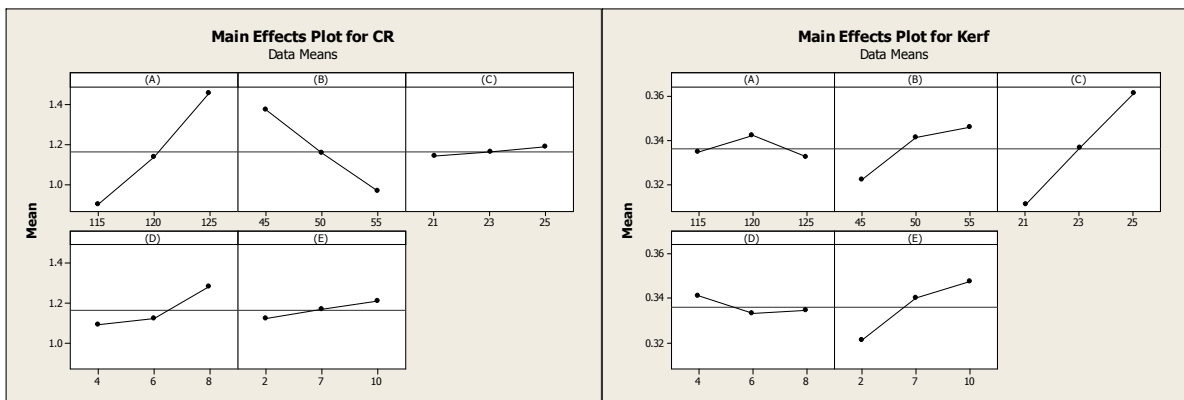 Main Effects Plot for CR
Data Means
(A) (B) (C)
1.4
1.2
1.0
115 120 125 45 50 55 21 23 25
(D) (E)
1.4
1.2
1.0
4 6 8 2 7 10
Mean
Main Effects Plot for Kerf
Data Means
(A) (B) (C)
0.36
0.34
0.32
115 120 125 45 50 55 21 23 25
(D) (E)
0.36
0.34
0.32
4 6 8 2 7 10
Mean